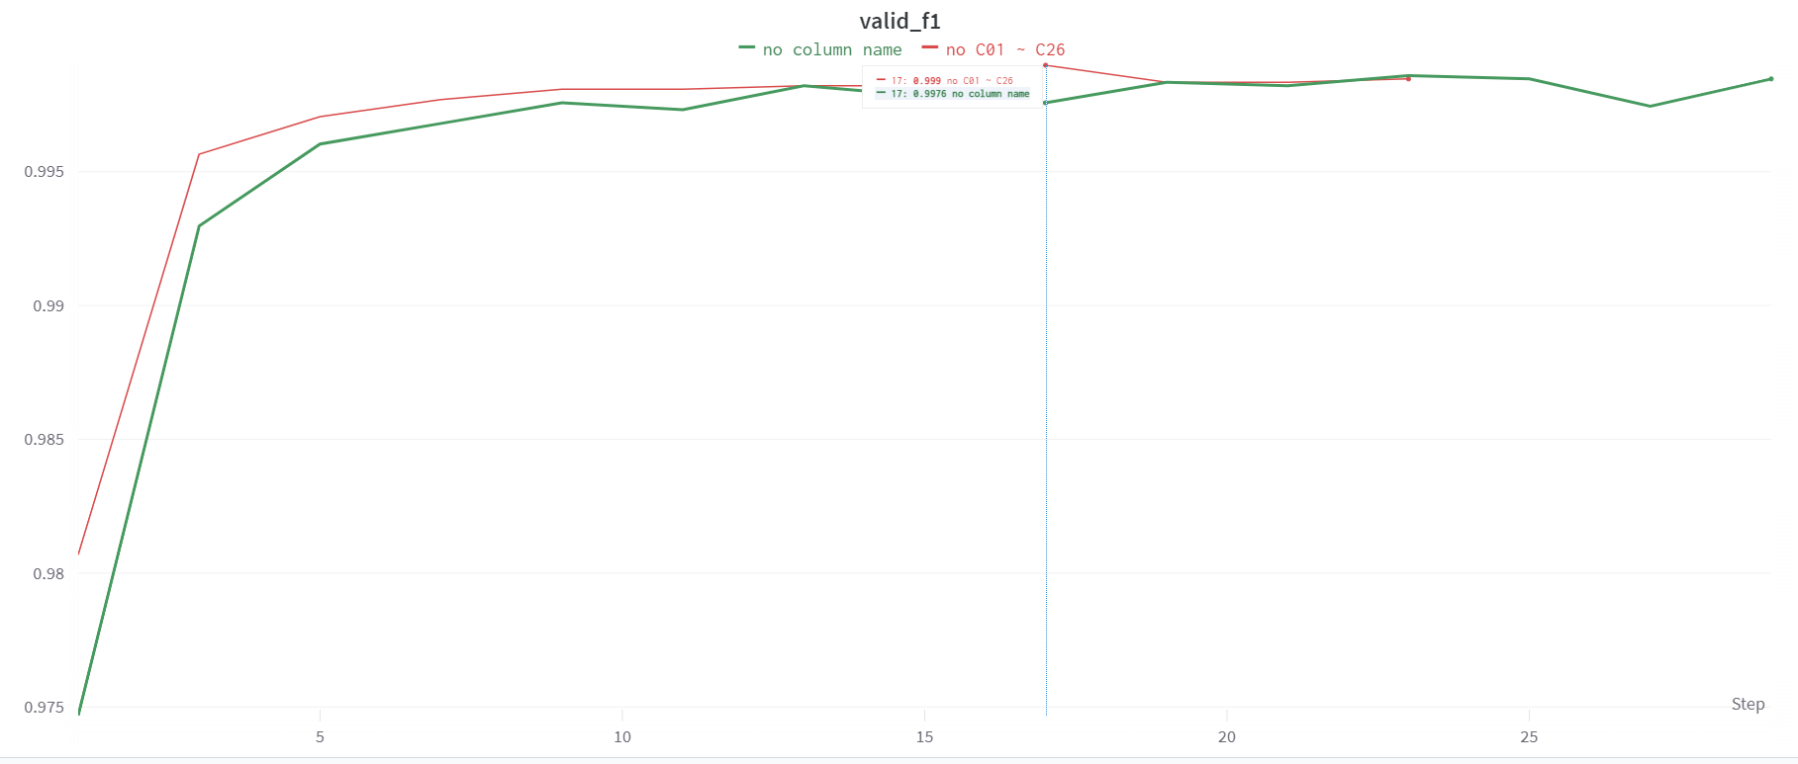 valid_f1
no column name no C01 ~ C26
17: 0.999 no C01 ~ C26
17: 0.9976 no column name
0.995
0.99
0.985
0.98
0.975
Step
5 10 15 20 25